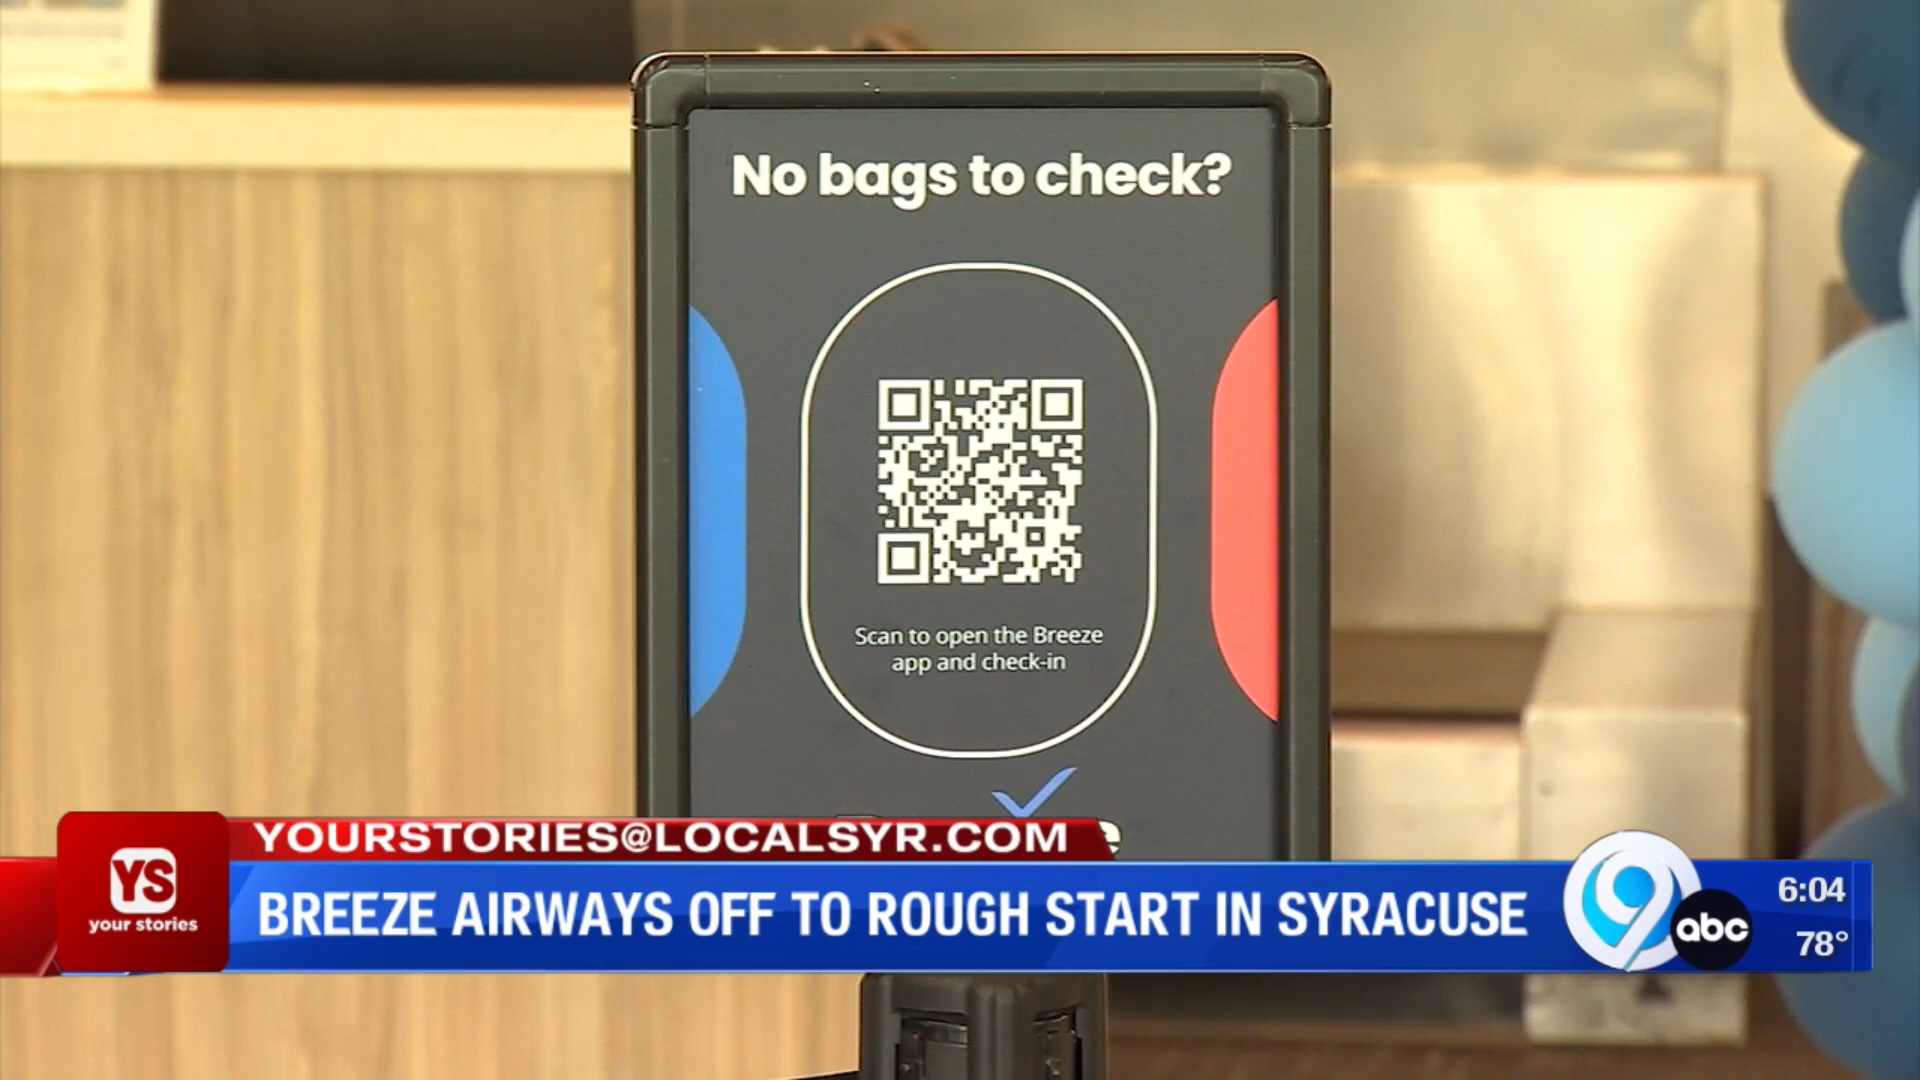 No bags to check?
Scan to open the Breeze
app and check-in
YOURSTORIES@LOCALSYR.COM
YS
your stories
BREEZE AIRWAYS OFF TO ROUGH START IN SYRACUSE
9
abc
6:04
78°